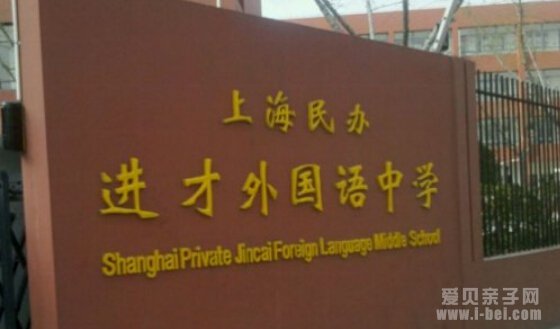 上海民办
进才外国语中学
Shanghai Private Jincai Foreign Language Middle School
爱贝亲子网
www.i-bei.com